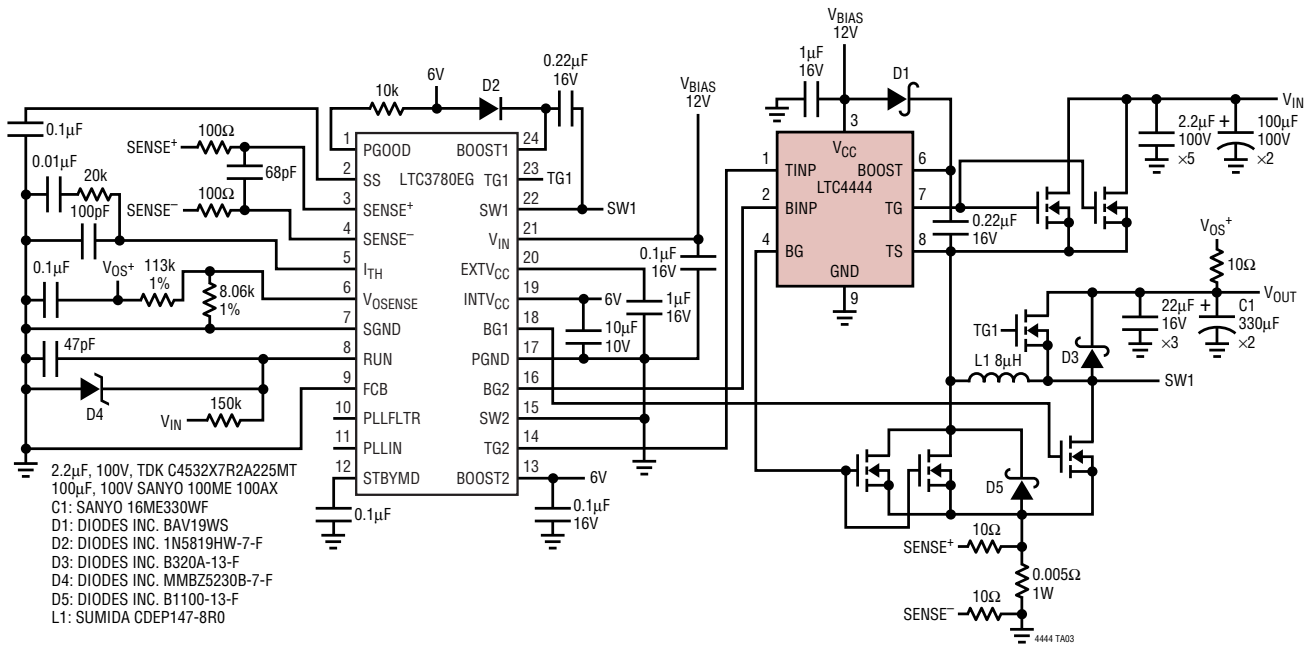 VBIAS
12V
1µF
16V
D1
0.22µF
16V
6V
D2
10k
VBIAS
12V
0.1µF
100Ω
SENSE+
0.01µF
20k
68pF
100Ω
SENSE−
100pF
0.1µF
VOS+
113k
1%
8.06k
1%
47pF
D4
VIN
150k
1 PGOOD
2 SS
3 SENSE+
4 SENSE−
5 ITH
6 VOSENSE
7 SGND
8 RUN
9 FCB
10 PLLFLTR
11 PLLIN
12 STBYMD
LTC3780EG
BOOST1 24
TG1 23 TG1
SW1 22 SW1
VIN 21
EXTVCC 20
INTVCC 19 6V
BG1 18
PGND 17
BG2 16
SW2 15
TG2 14
BOOST2 13 6V
0.1µF
0.1µF
16V
10µF
10V
1µF
16V
0.1µF
16V
3
VCC
1 TINP
2 BINP
4 BG
LTC4444
BOOST 6
TG 7
TS 8
GND
9
0.22µF
16V
VIN
2.2µF
100V
×5
+
100µF
100V
×2
VOS+
10Ω
VOUT
22µF
16V
×3
+
C1
330µF
×2
TG1
D3
L1 8µH
SW1
D5
SENSE+
10Ω
0.005Ω
1W
SENSE−
10Ω
2.2µF, 100V, TDK C4532X7R2A225MT
100µF, 100V SANYO 100ME 100AX
C1: SANYO 16ME330WF
D1: DIODES INC. BAV19WS
D2: DIODES INC. 1N5819HW-7-F
D3: DIODES INC. B320A-13-F
D4: DIODES INC. MMBZ5230B-7-F
D5: DIODES INC. B1100-13-F
L1: SUMIDA CDEP147-8R0
4444 TA03